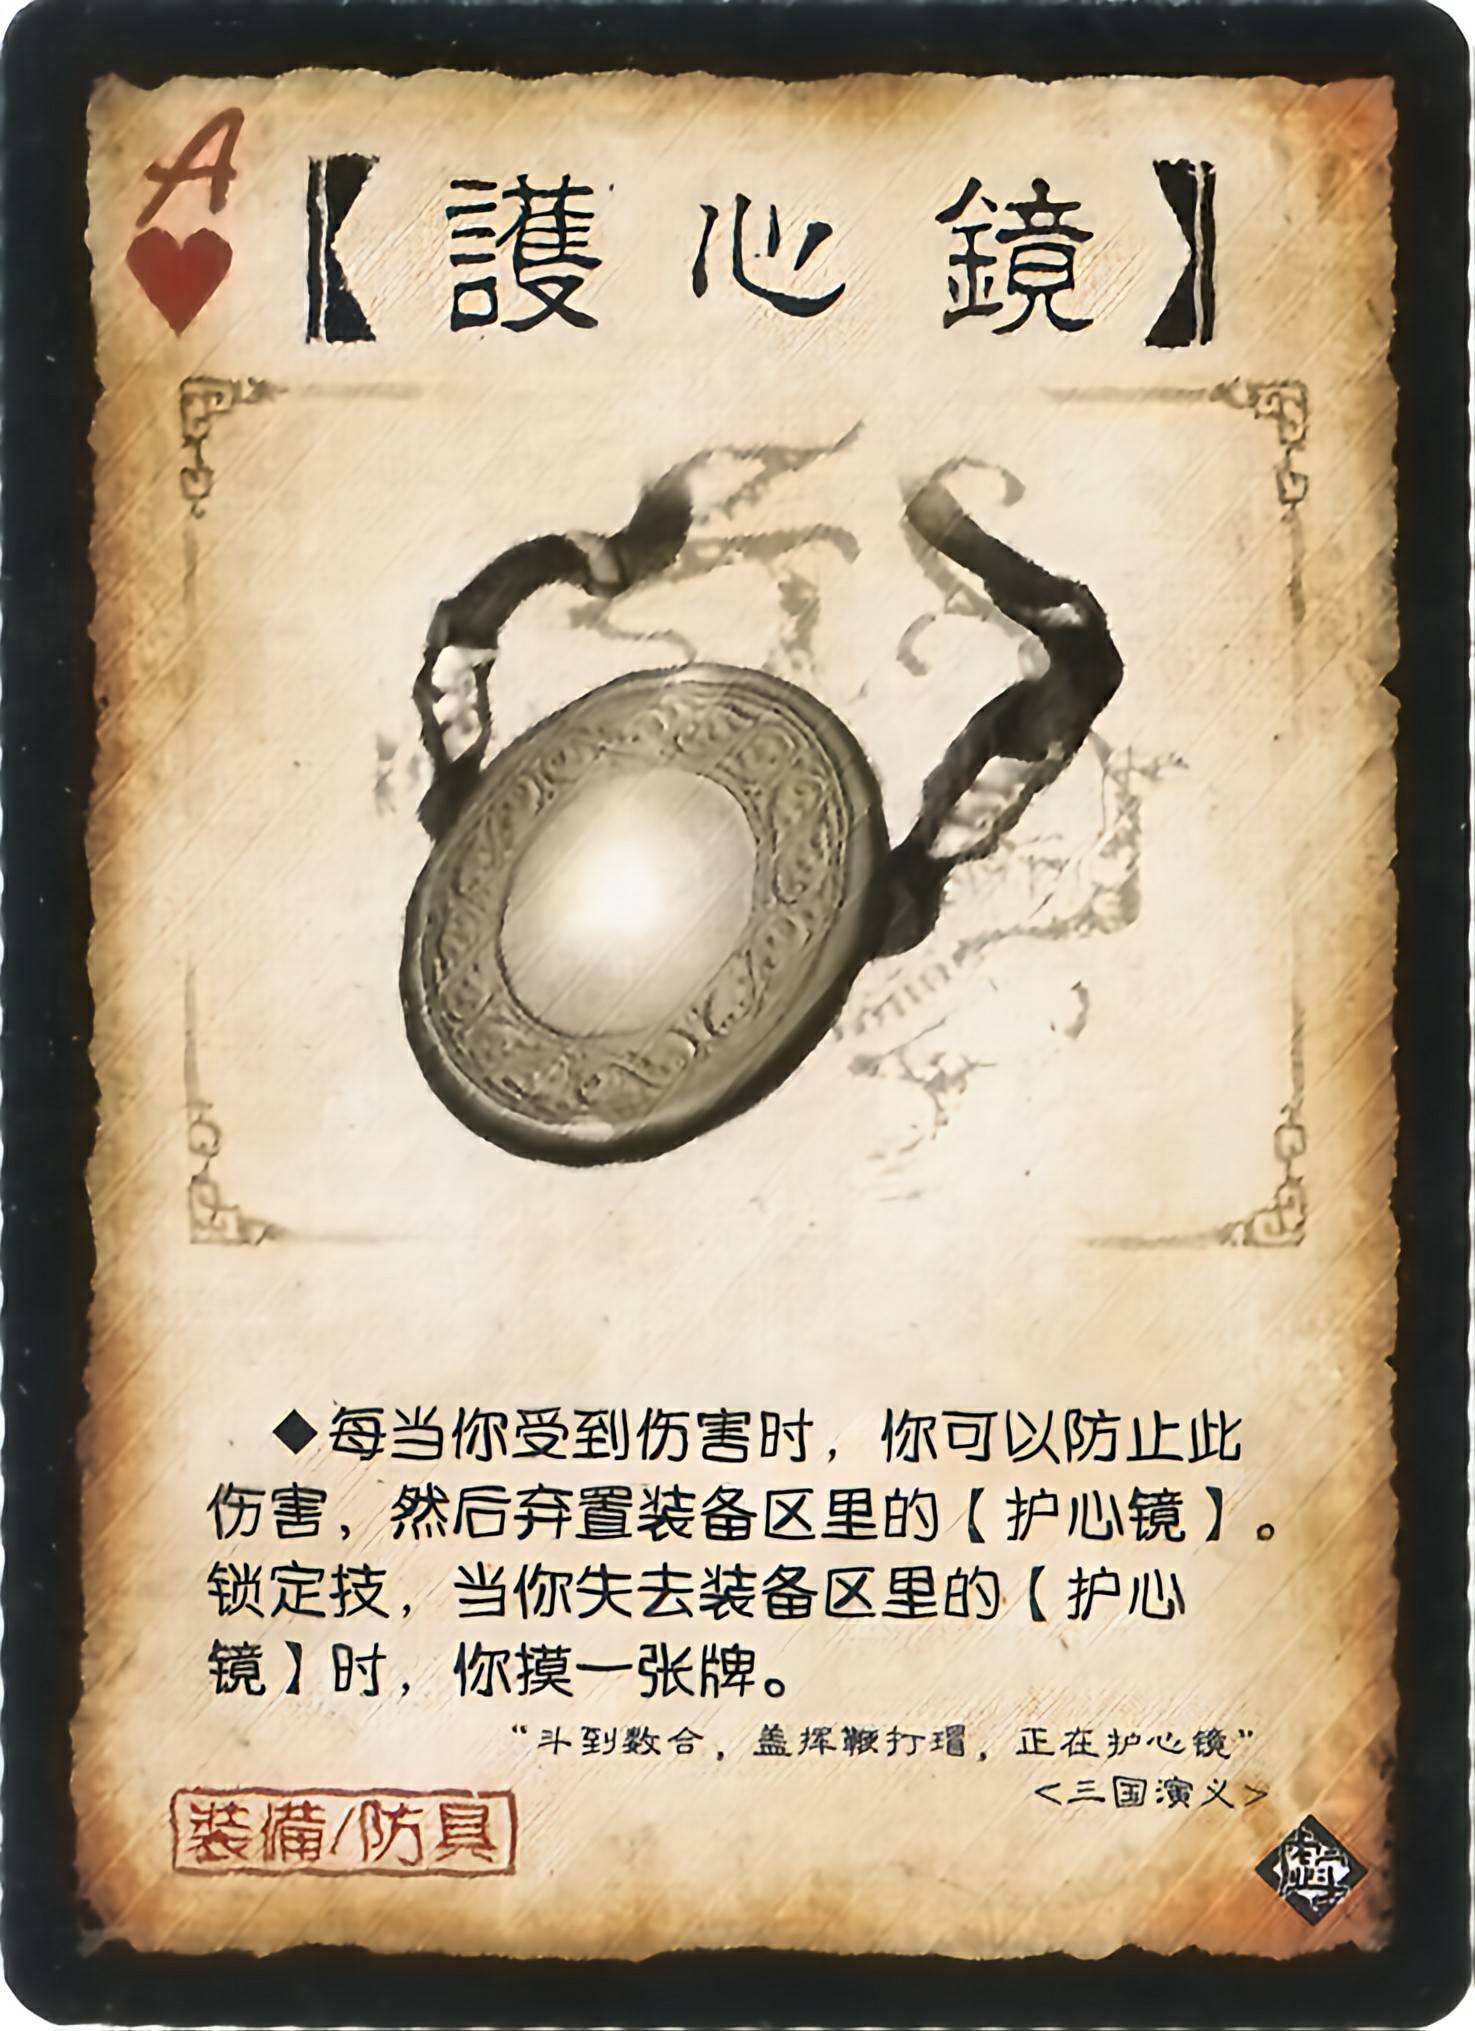 A
【護心鏡】
◆每当你受到伤害时，你可以防止此
伤害，然后弃置装备区里的【护心镜】。
锁定技，当你失去装备区里的【护心
镜】时，你摸一张牌。
“斗到数合，盖挥鞭打瑁，正在护心镜”
<三国演义>
装備/防具